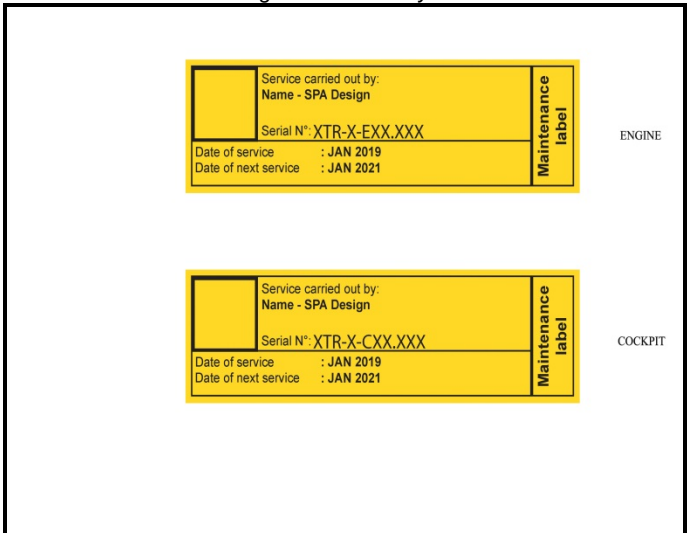 Service carried out by:
Name - SPA Design
Serial N°: XTR-X-EXX.XXX
Date of service : JAN 2019
Date of next service : JAN 2021
Maintenance
label
ENGINE
Service carried out by:
Name - SPA Design
Serial N°: XTR-X-CXX.XXX
Date of service : JAN 2019
Date of next service : JAN 2021
Maintenance
label
COCKPIT